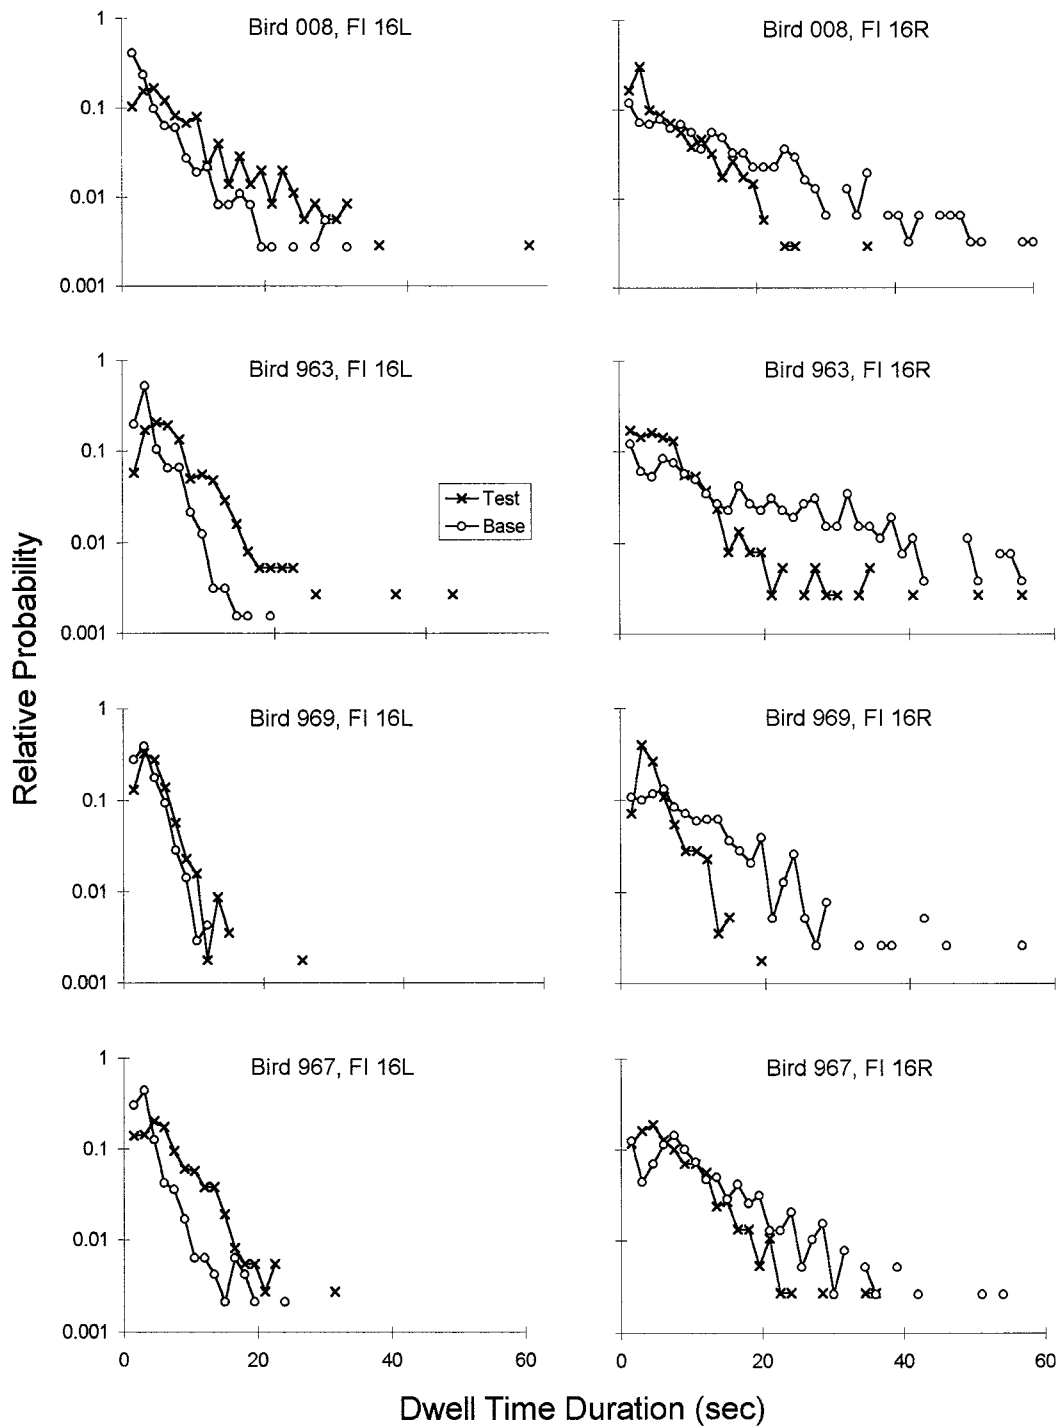 Bird 008, FI 16L
1
0.1
0.01
0.001
Bird 008, FI 16R
Bird 963, FI 16L
1
0.1
0.01
0.001
Test
Base
Bird 963, FI 16R
Bird 969, FI 16L
1
0.1
0.01
0.001
Bird 969, FI 16R
Bird 967, FI 16L
1
0.1
0.01
0.001
0 20 40 60
Bird 967, FI 16R
0 20 40 60
Relative Probability
Dwell Time Duration (sec)